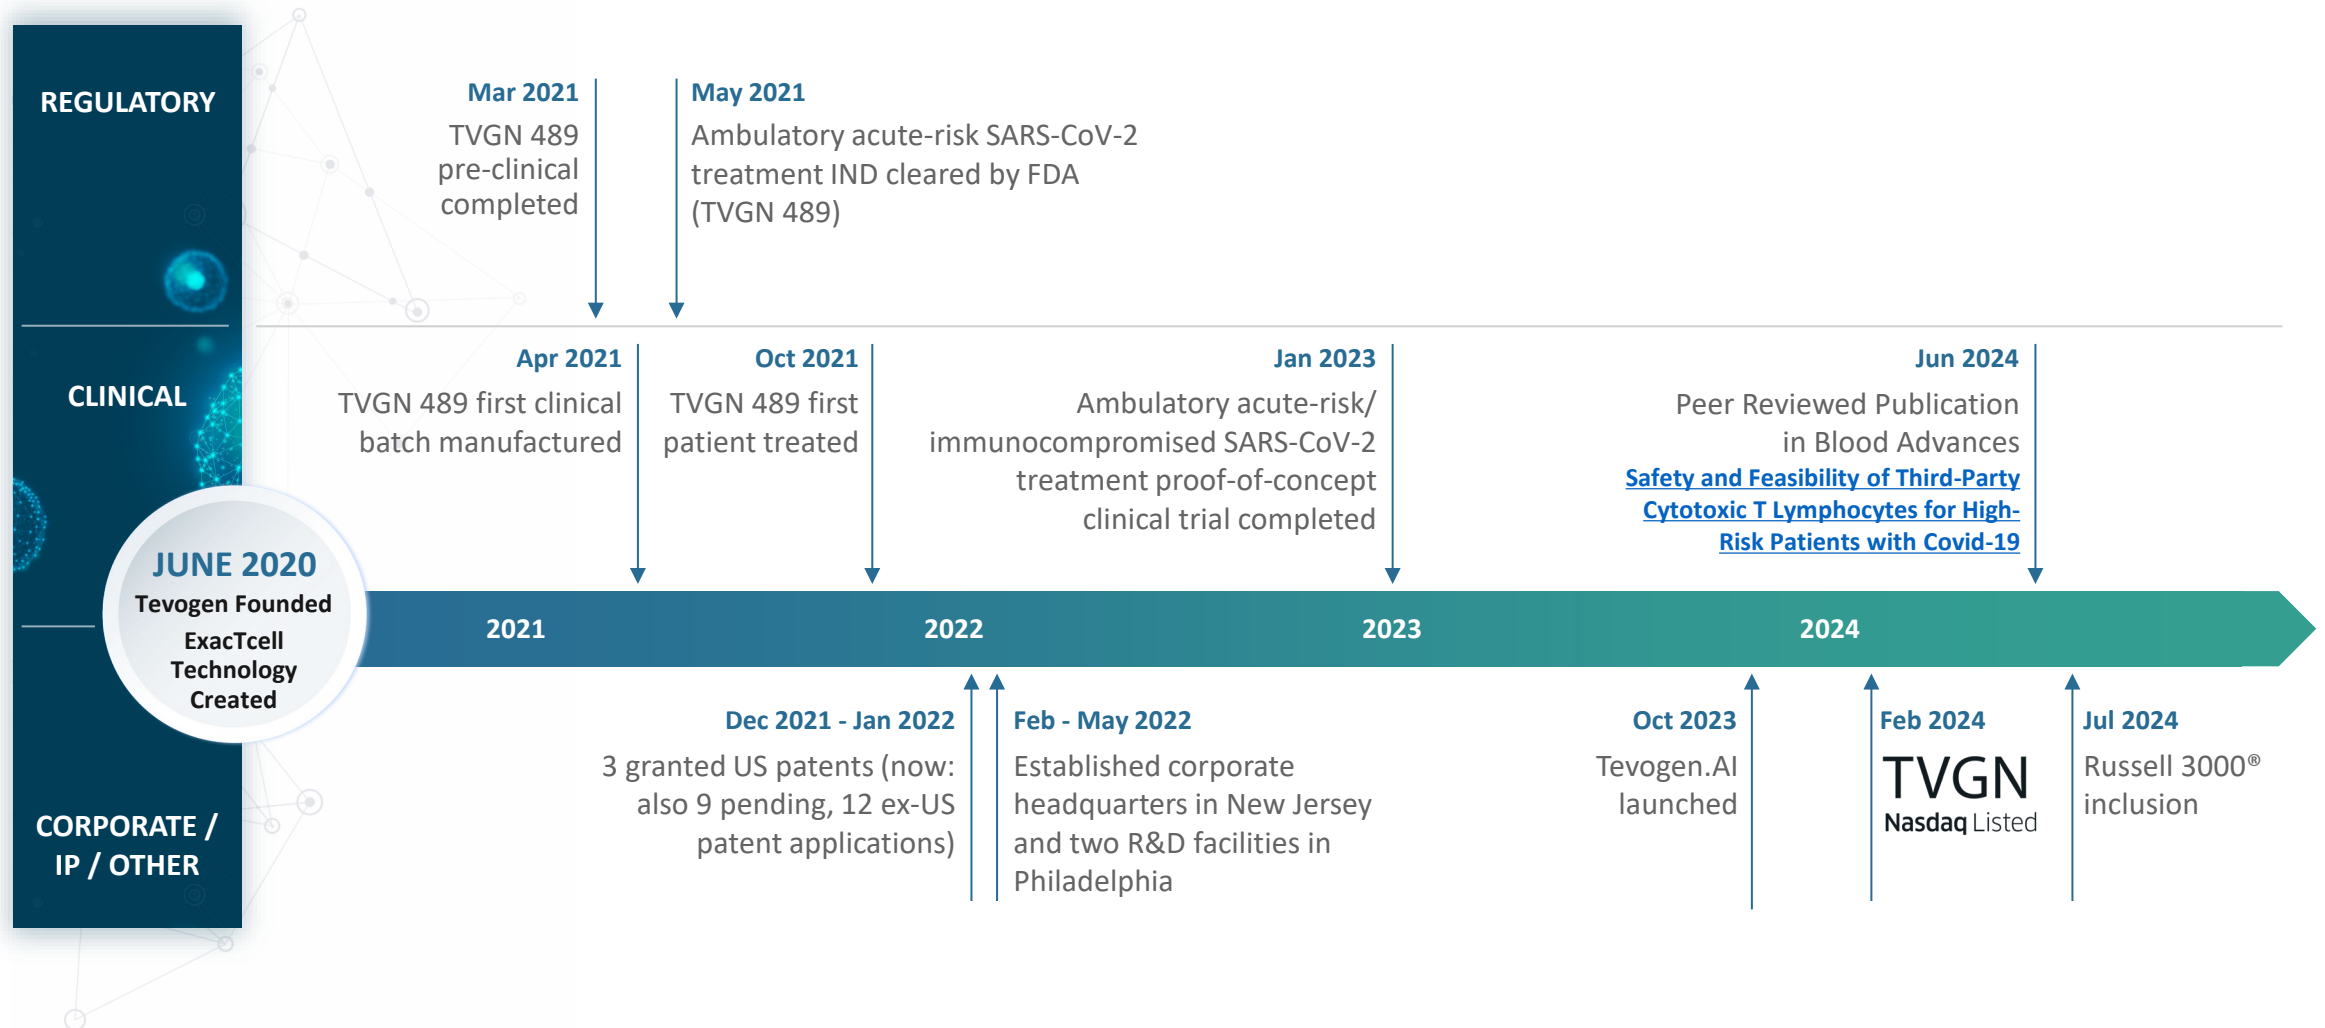 REGULATORY
Mar 2021
TVGN 489
pre-clinical
completed
May 2021
Ambulatory acute-risk SARS-CoV-2
treatment IND cleared by FDA
(TVGN 489)
CLINICAL
Apr 2021
TVGN 489 first clinical
batch manufactured
Oct 2021
TVGN 489 first
patient treated
Jan 2023
Ambulatory acute-risk/
immunocompromised SARS-CoV-2
treatment proof-of-concept
clinical trial completed
Jun 2024
Peer Reviewed Publication
in Blood Advances
Safety and Feasibility of Third-Party
Cytotoxic T Lymphocytes for High-
Risk Patients with Covid-19
JUNE 2020
Tevogen Founded
ExacTcell
Technology
Created
2021
2022
2023
2024
CORPORATE /
IP / OTHER
Dec 2021 - Jan 2022
3 granted US patents (now:
also 9 pending, 12 ex-US
patent applications)
Feb - May 2022
Established corporate
headquarters in New Jersey
and two R&D facilities in
Philadelphia
Oct 2023
Tevogen.AI
launched
Feb 2024
TVGN
Nasdaq Listed
Jul 2024
Russell 3000®
inclusion